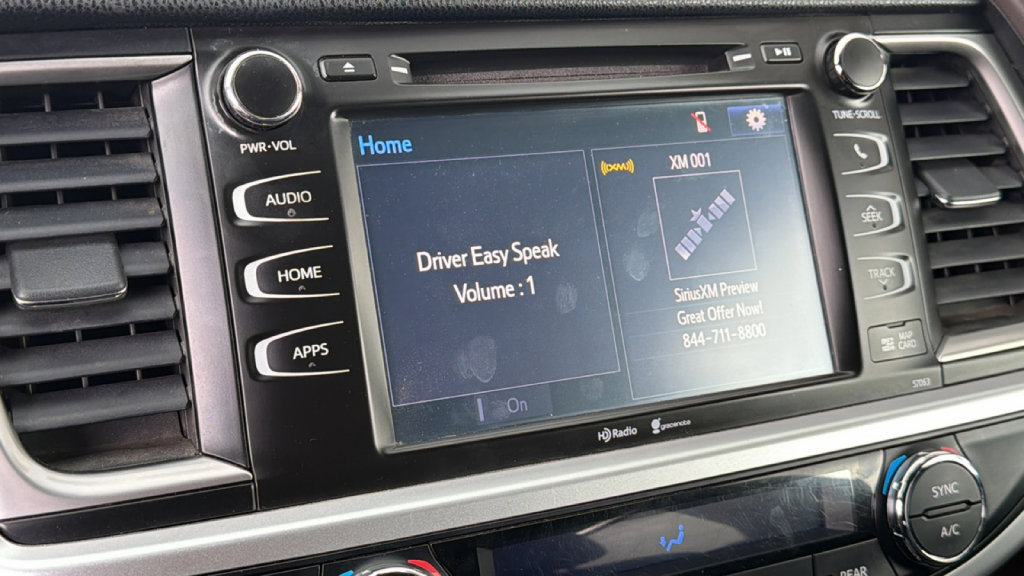 PWR•VOL
AUDIO
HOME
APPS
Home
Driver Easy Speak
Volume : 1
On
((XM))
XM 001
SiriusXM Preview
Great Offer Now!
844-711-8800
TUNE•SCROLL
SEEK
TRACK
MAP
CARD
57063
HD Radio
gracenote
SYNC
A/C
REAR